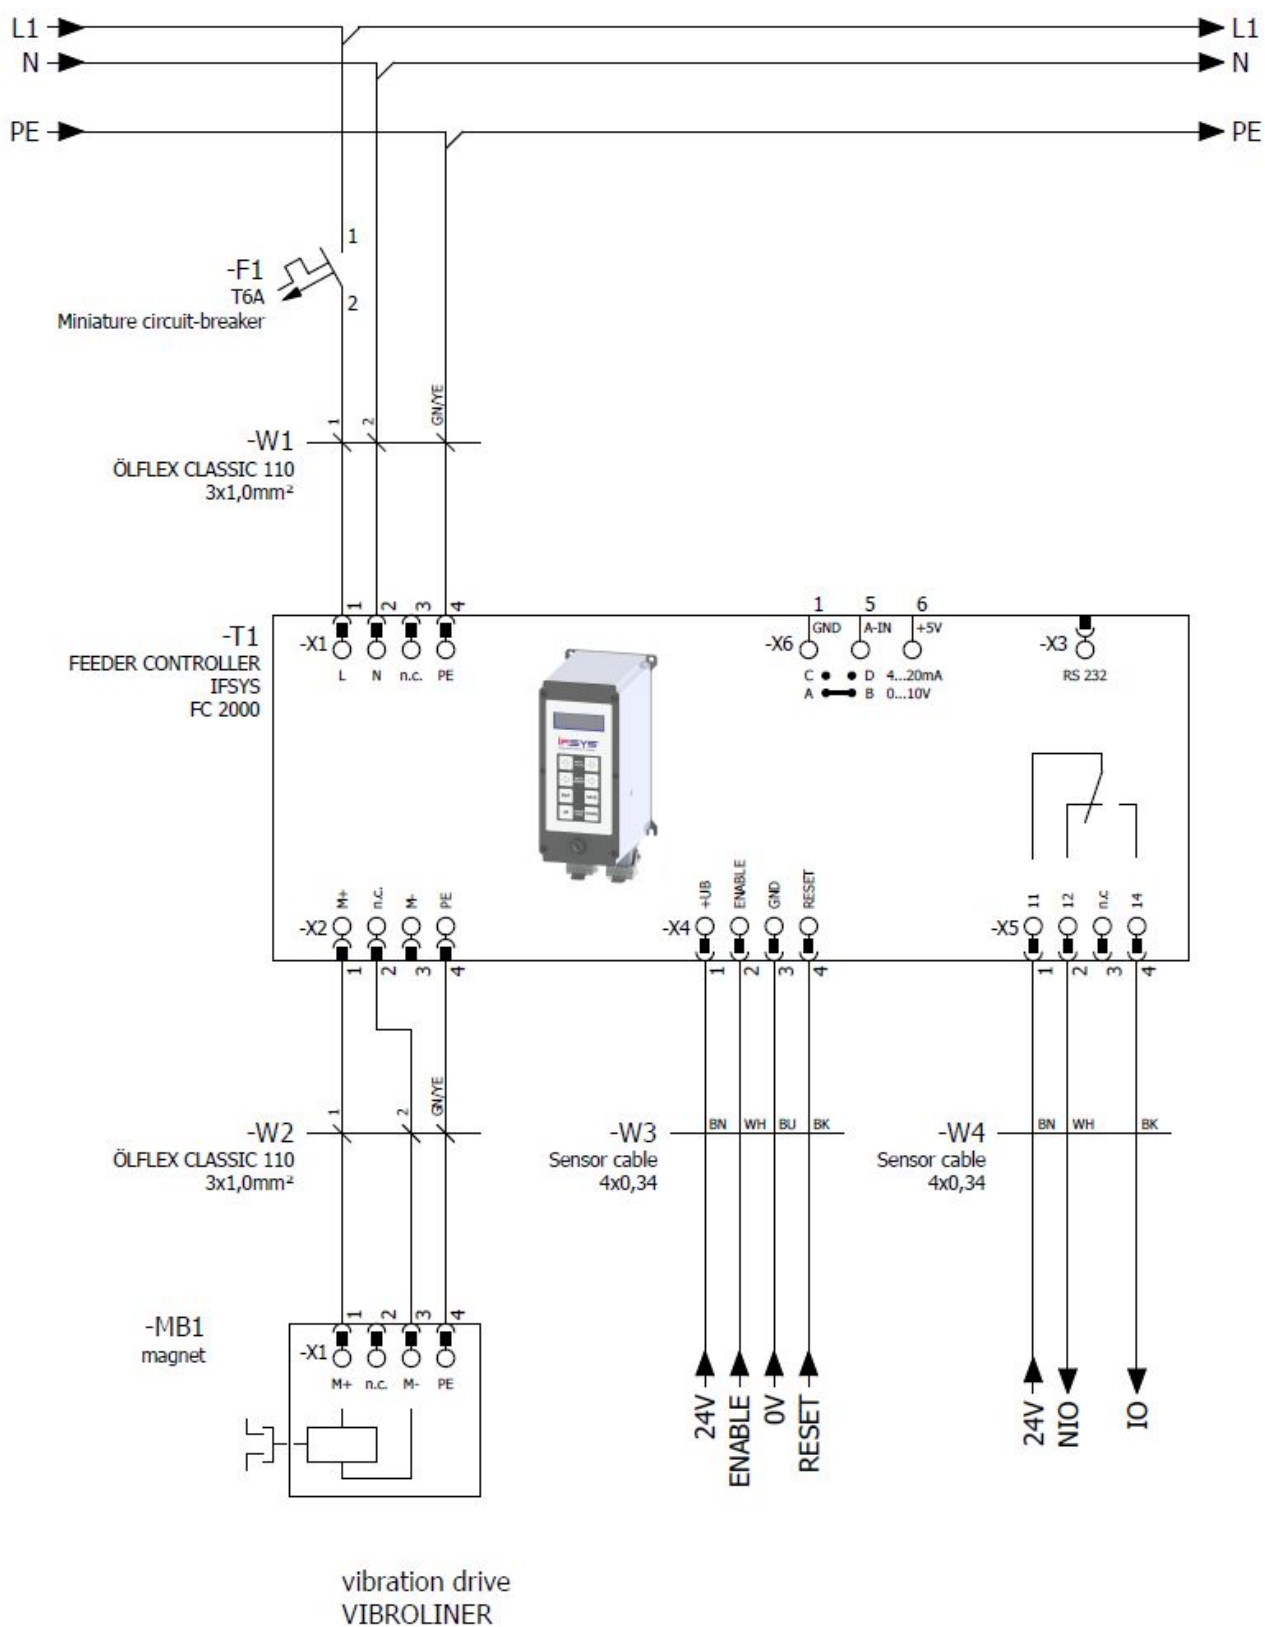 L1
L1
N
N
PE
PE
1
-F1
T6A
2
Miniature circuit-breaker
1
2
GN/YE
-W1
ÖLFLEX CLASSIC 110
3x1,0mm²
1
2
3
4
1
5
6
-T1
FEEDER CONTROLLER
IFSYS
FC 2000
-X1
L
N
n.c.
PE
GND
A-IN
+5V
-X6
C
D
4...20mA
A
B
0...10V
-X3
RS 232
IFSYS
M+
n.c.
M-
PE
-X2
1
2
3
4
+UB
ENABLE
GND
RESET
-X4
1
2
3
4
11
12
n.c
14
-X5
1
2
3
4
1
2
GN/YE
-W2
ÖLFLEX CLASSIC 110
3x1,0mm²
BN
WH
BU
BK
-W3
Sensor cable
4x0,34
BN
WH
BK
-W4
Sensor cable
4x0,34
1
2
3
4
-MB1
magnet
-X1
M+
n.c.
M-
PE
24V
ENABLE
0V
RESET
24V
NIO
IO
vibration drive
VIBROLINER